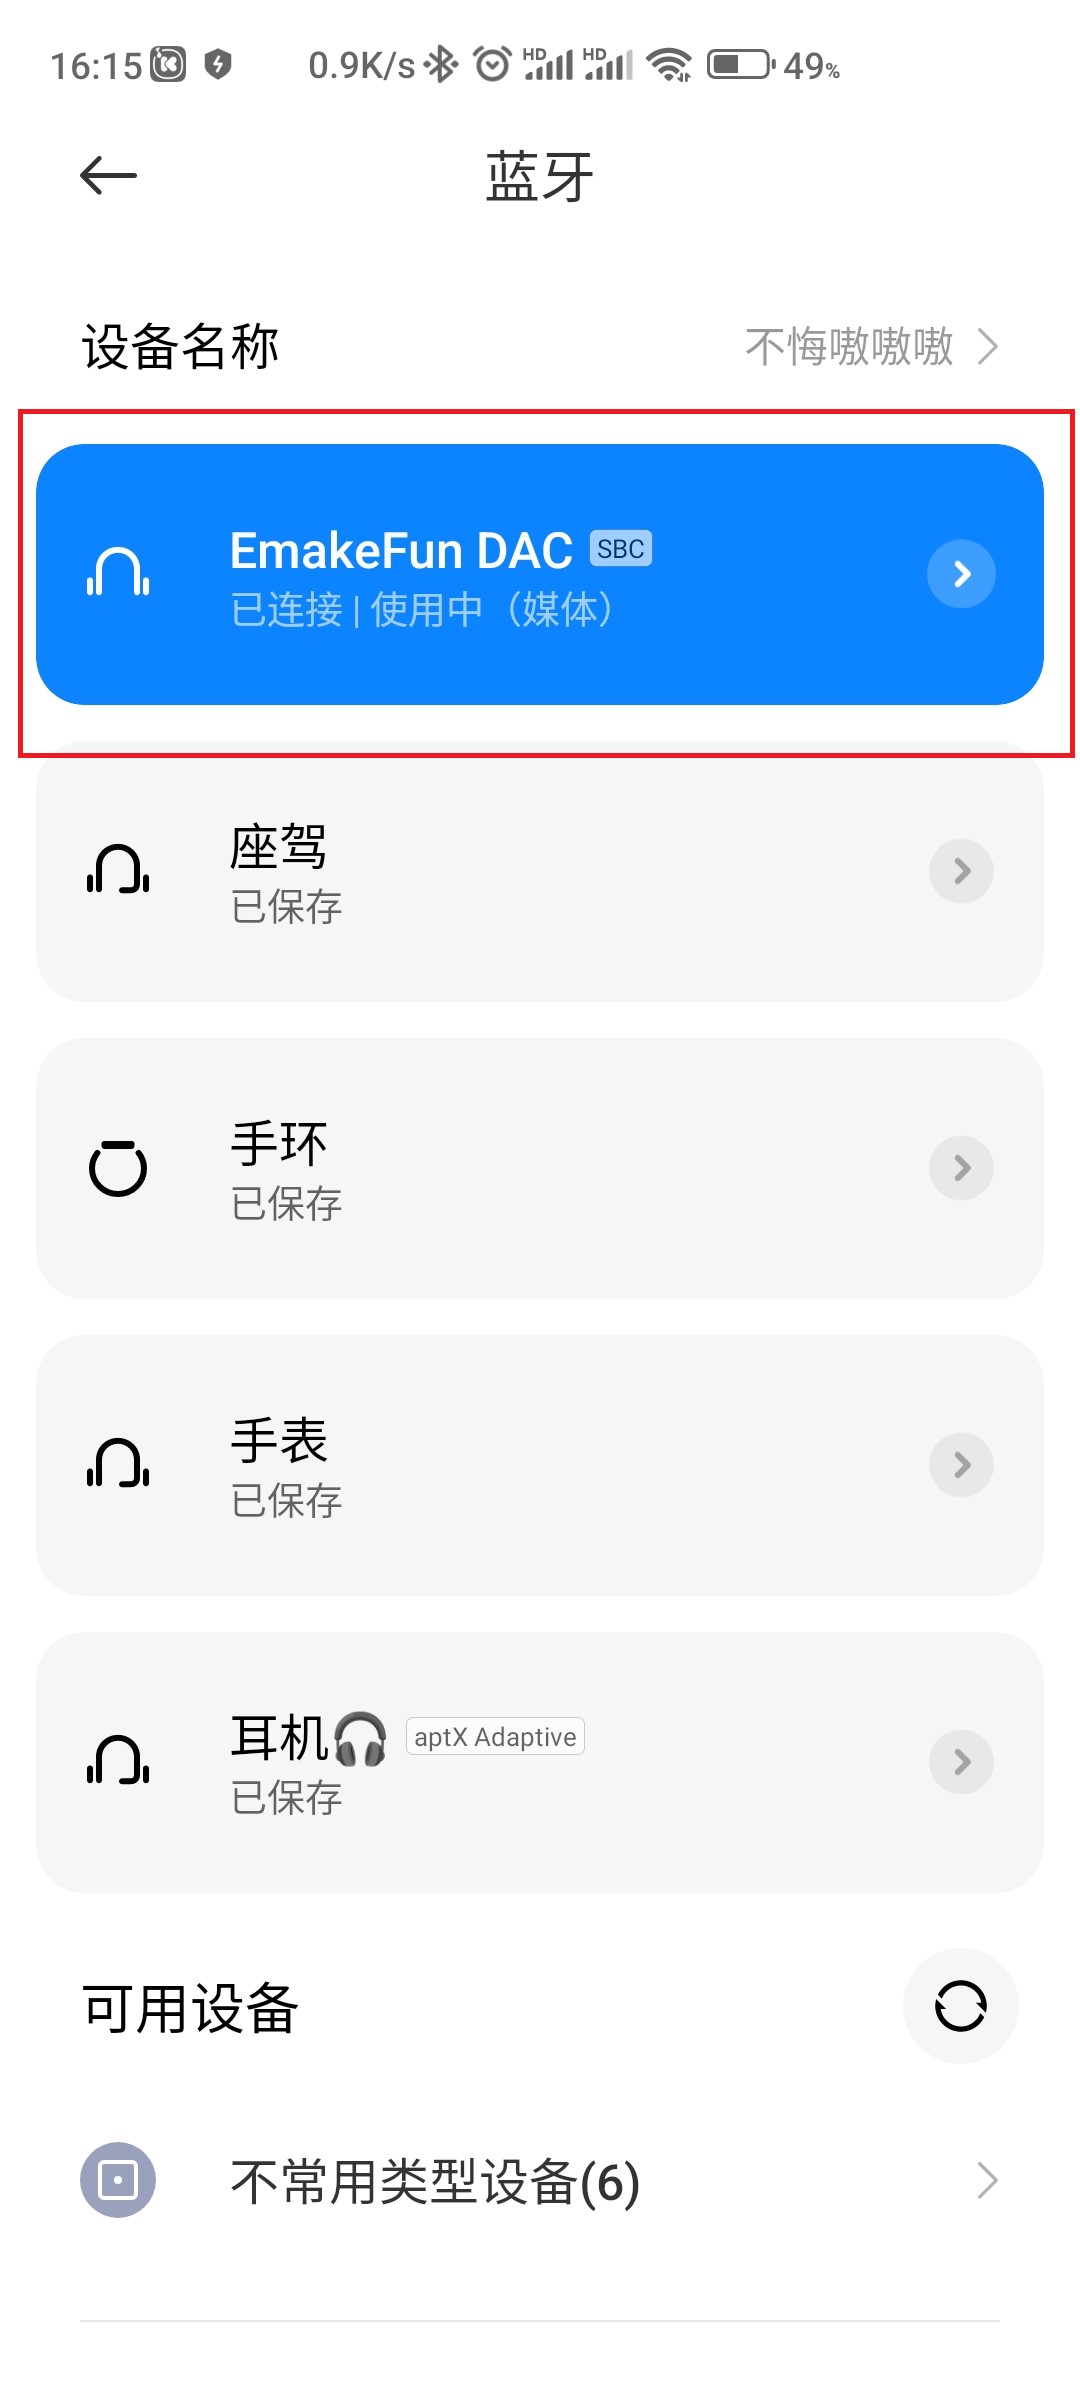 16:15 0.9K/s HD HD 49%
蓝牙
设备名称 不悔嗷嗷嗷
EmakeFun DAC SBC
已连接 | 使用中（媒体）
座驾
已保存
手环
已保存
手表
已保存
耳机🎧 aptX Adaptive
已保存
可用设备
不常用类型设备(6)